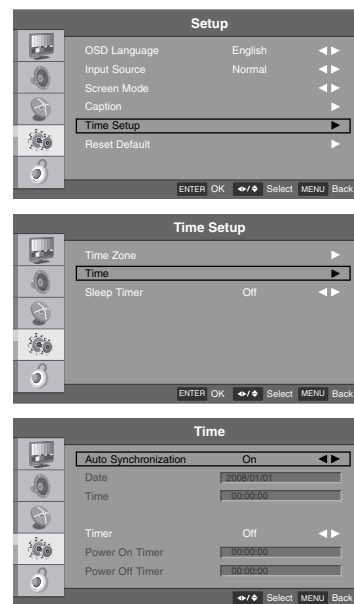 Setup
OSD Language English
Input Source Normal
Screen Mode
Caption
Time Setup
Reset Default
ENTER OK / Select MENU Back
Time Setup
Time Zone
Time
Sleep Timer Off
ENTER OK / Select MENU Back
Time
Auto Synchronization On
Date 2008/01/01
Time 00:00:00
Timer Off
Power On Timer 00:00:00
Power Off Timer 00:00:00
/ Select MENU Back